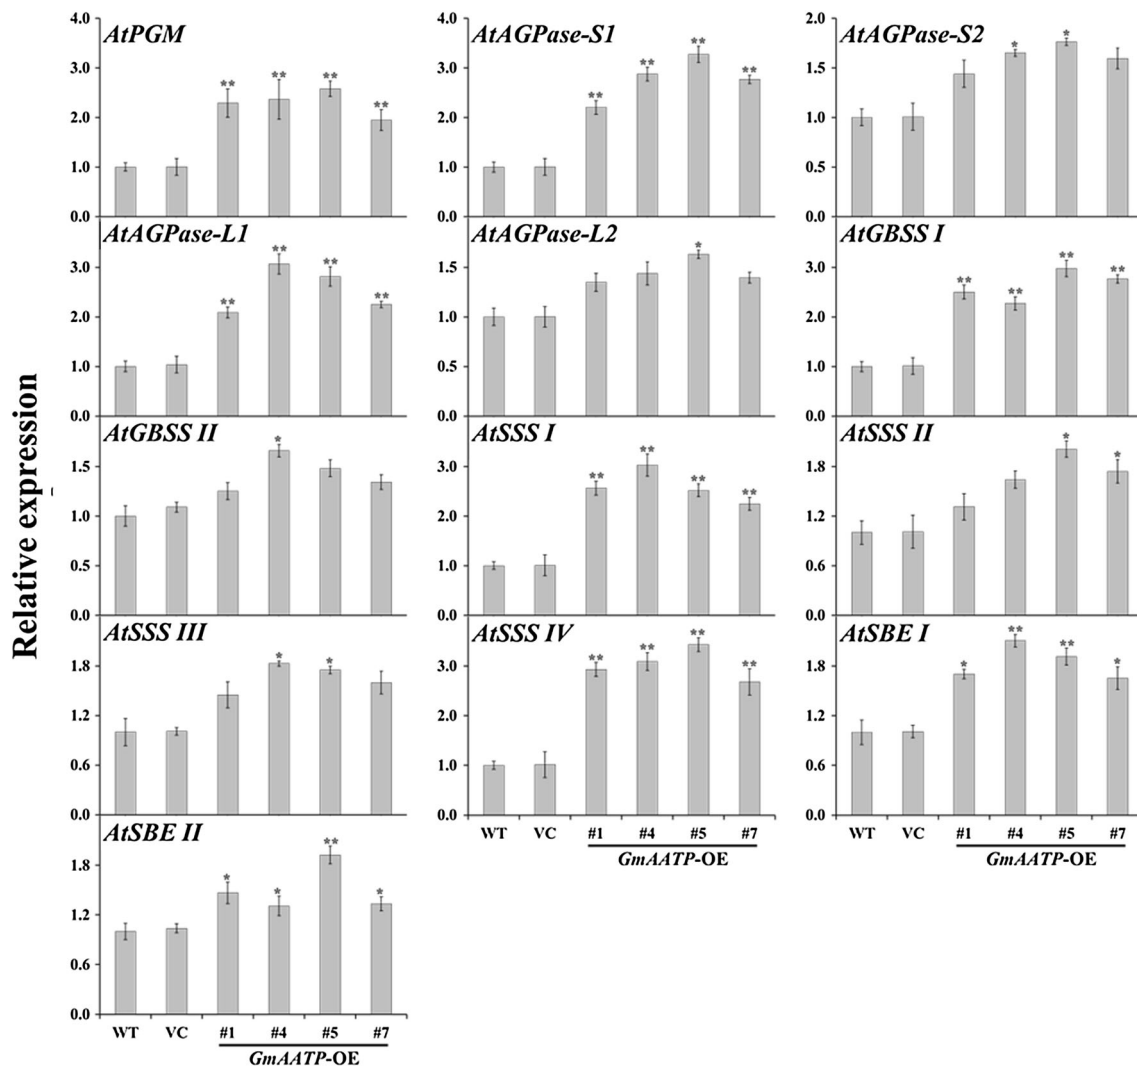 AtPGM
4.0
3.0
2.0
1.0
0.0
** ** ** **
AtAGPase-S1
4.0
3.0
2.0
1.0
0.0
** ** ** **
AtAGPase-S2
2.0
1.5
1.0
0.5
0.0
* *
AtAGPase-L1
3.0
2.0
1.0
0.0
** ** ** **
AtAGPase-L2
1.5
1.0
0.5
0.0
*
AtGBSS I
3.0
2.0
1.0
0.0
** ** ** **
Relative expression
AtGBSS II
1.5
1.0
0.5
0.0
*
AtSSS I
3.0
2.0
1.0
0.0
** ** ** **
AtSSS II
1.8
1.2
0.6
0.0
* *
AtSSS III
1.8
1.2
0.6
0.0
* *
AtSSS IV
3.0
2.0
1.0
0.0
** ** ** **
WT VC #1 #4 #5 #7
GmAATP-OE
AtSBE I
1.8
1.2
0.6
0.0
* ** ** *
WT VC #1 #4 #5 #7
GmAATP-OE
AtSBE II
1.8
1.2
0.6
0.0
* * ** *
WT VC #1 #4 #5 #7
GmAATP-OE